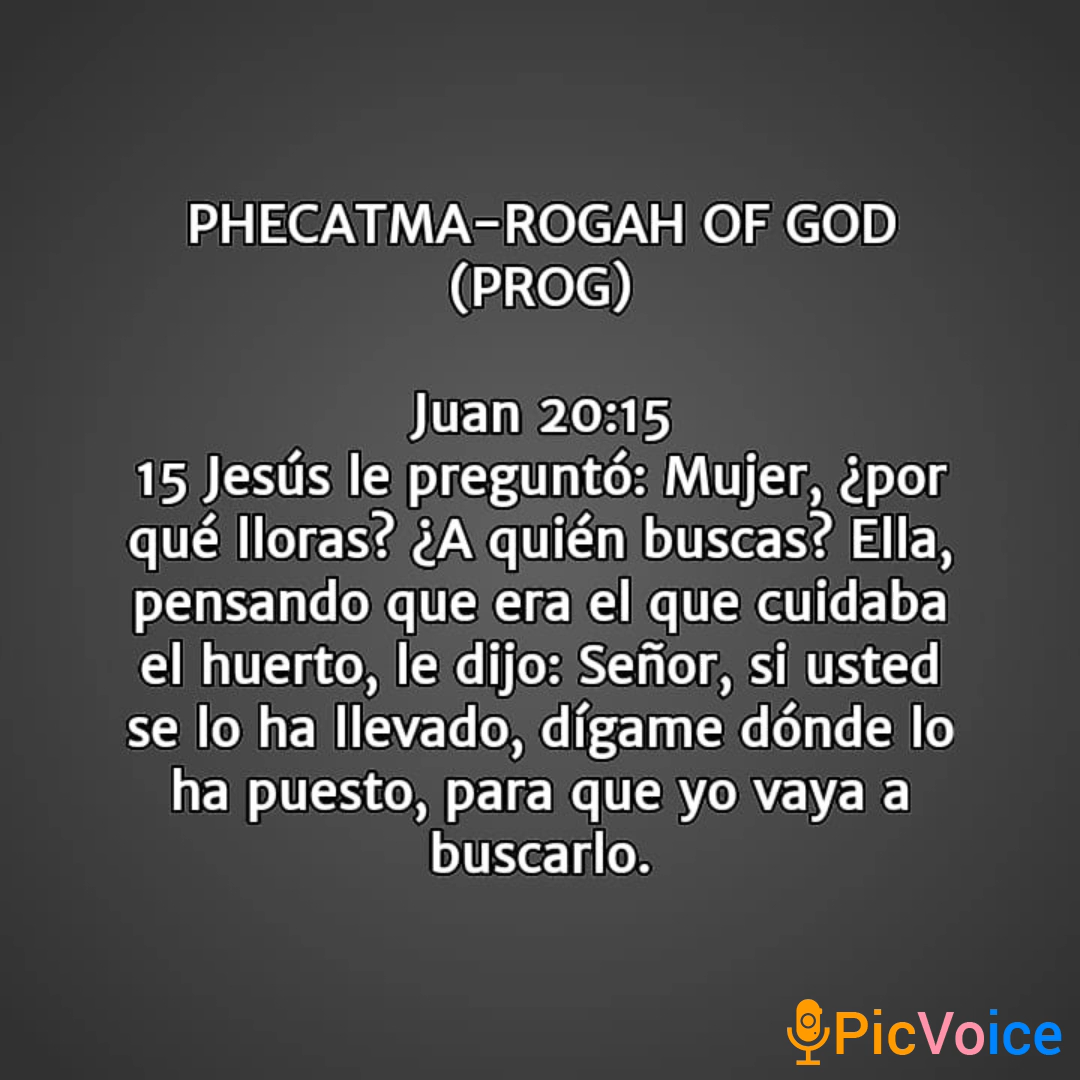 PHECATMA-ROGAH OF GOD
(PROG)
Juan 20:15
15 Jesús le preguntó: Mujer, ¿por
qué lloras? ¿A quién buscas? Ella,
pensando que era el que cuidaba
el huerto, le dijo: Señor, si usted
se lo ha llevado, dígame dónde lo
ha puesto, para que yo vaya a
buscarlo.
PicVoice